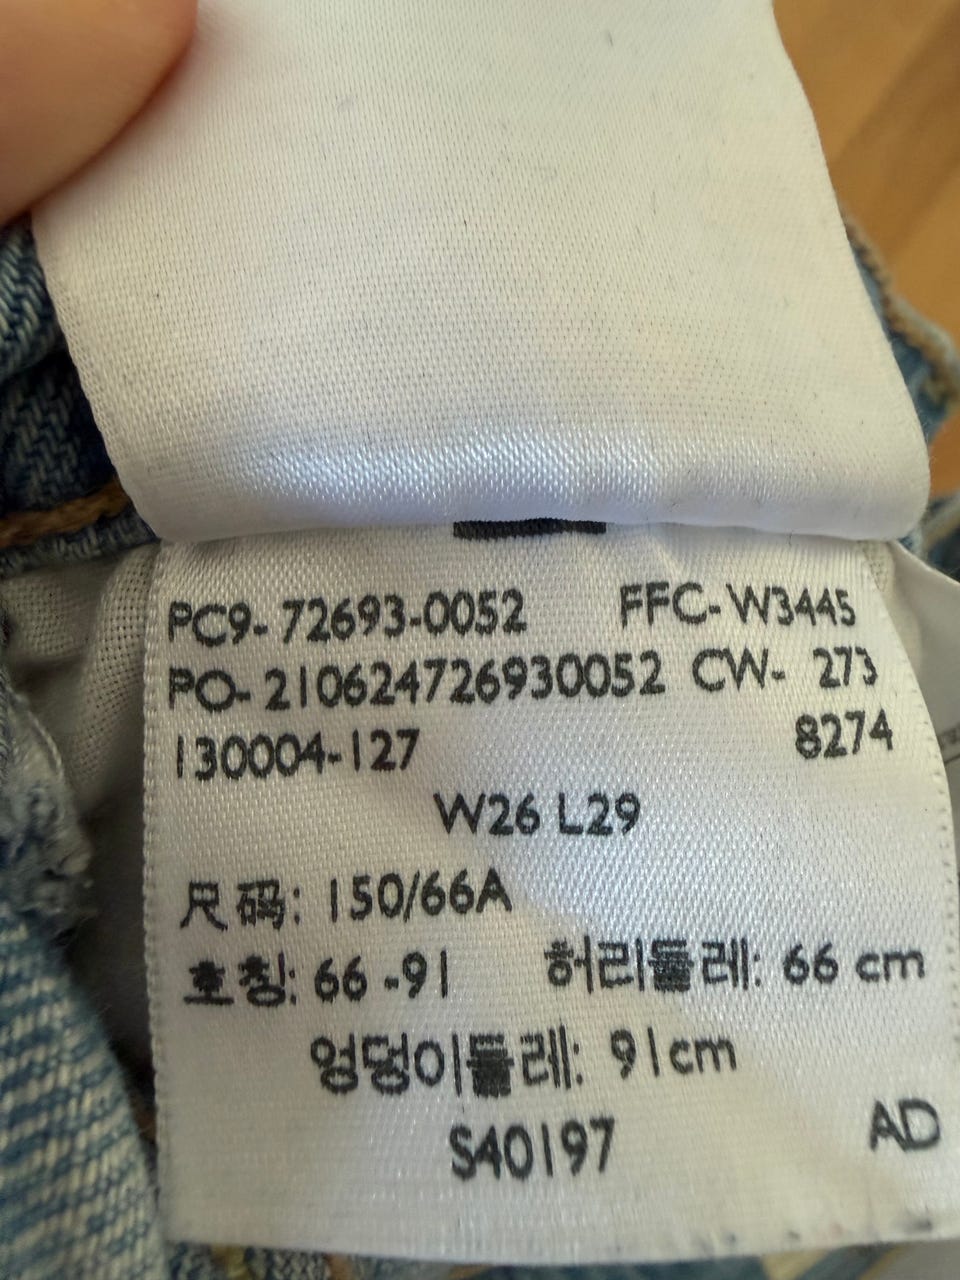 PC9- 72693-0052 FFC- W3445
PO- 210624726930052 CW- 273
130004-127 8274
W26 L29
尺码: 150/66A
호칭: 66 -91 허리둘레: 66 cm
엉덩이둘레: 91cm
S40197 AD